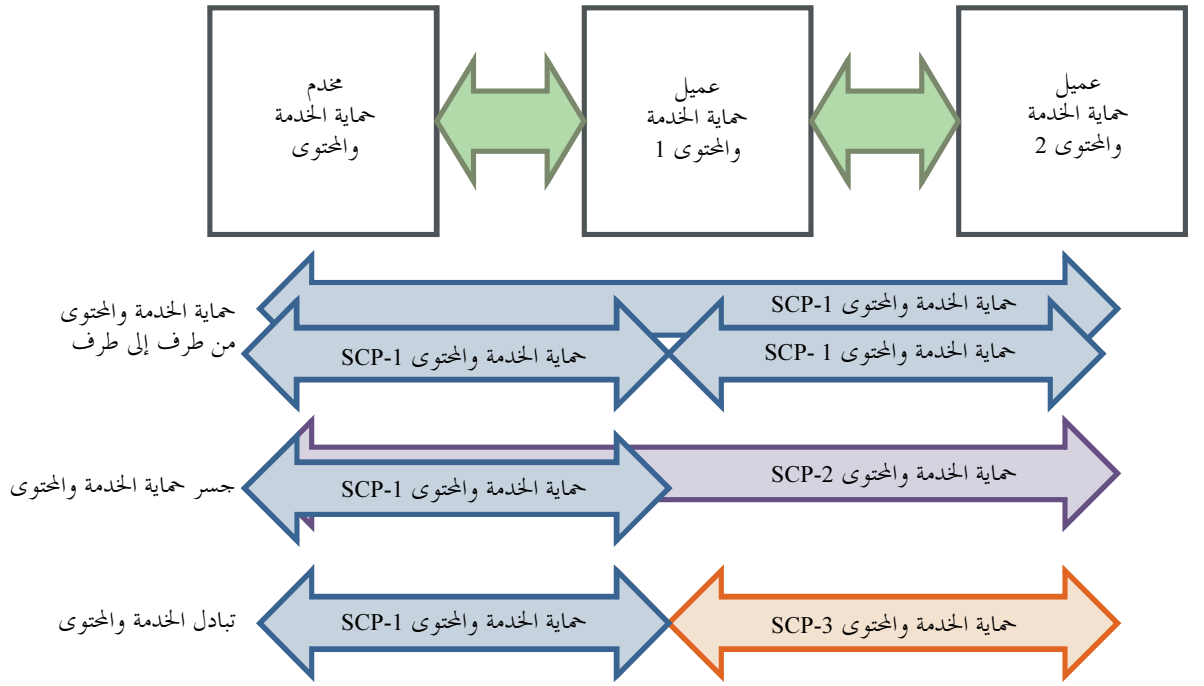 مخدم
حماية الخدمة
والمحتوى
عميل
حماية الخدمة
والمحتوى 1
عميل
حماية الخدمة
والمحتوى 2
حماية الخدمة والمحتوى
من طرف إلى طرف
حماية الخدمة والمحتوى SCP-1
حماية الخدمة والمحتوى SCP-1
حماية الخدمة والمحتوى SCP- 1
جسر حماية الخدمة والمحتوى
حماية الخدمة والمحتوى SCP-1
حماية الخدمة والمحتوى SCP-2
تبادل الخدمة والمحتوى
حماية الخدمة والمحتوى SCP-1
حماية الخدمة والمحتوى SCP-3